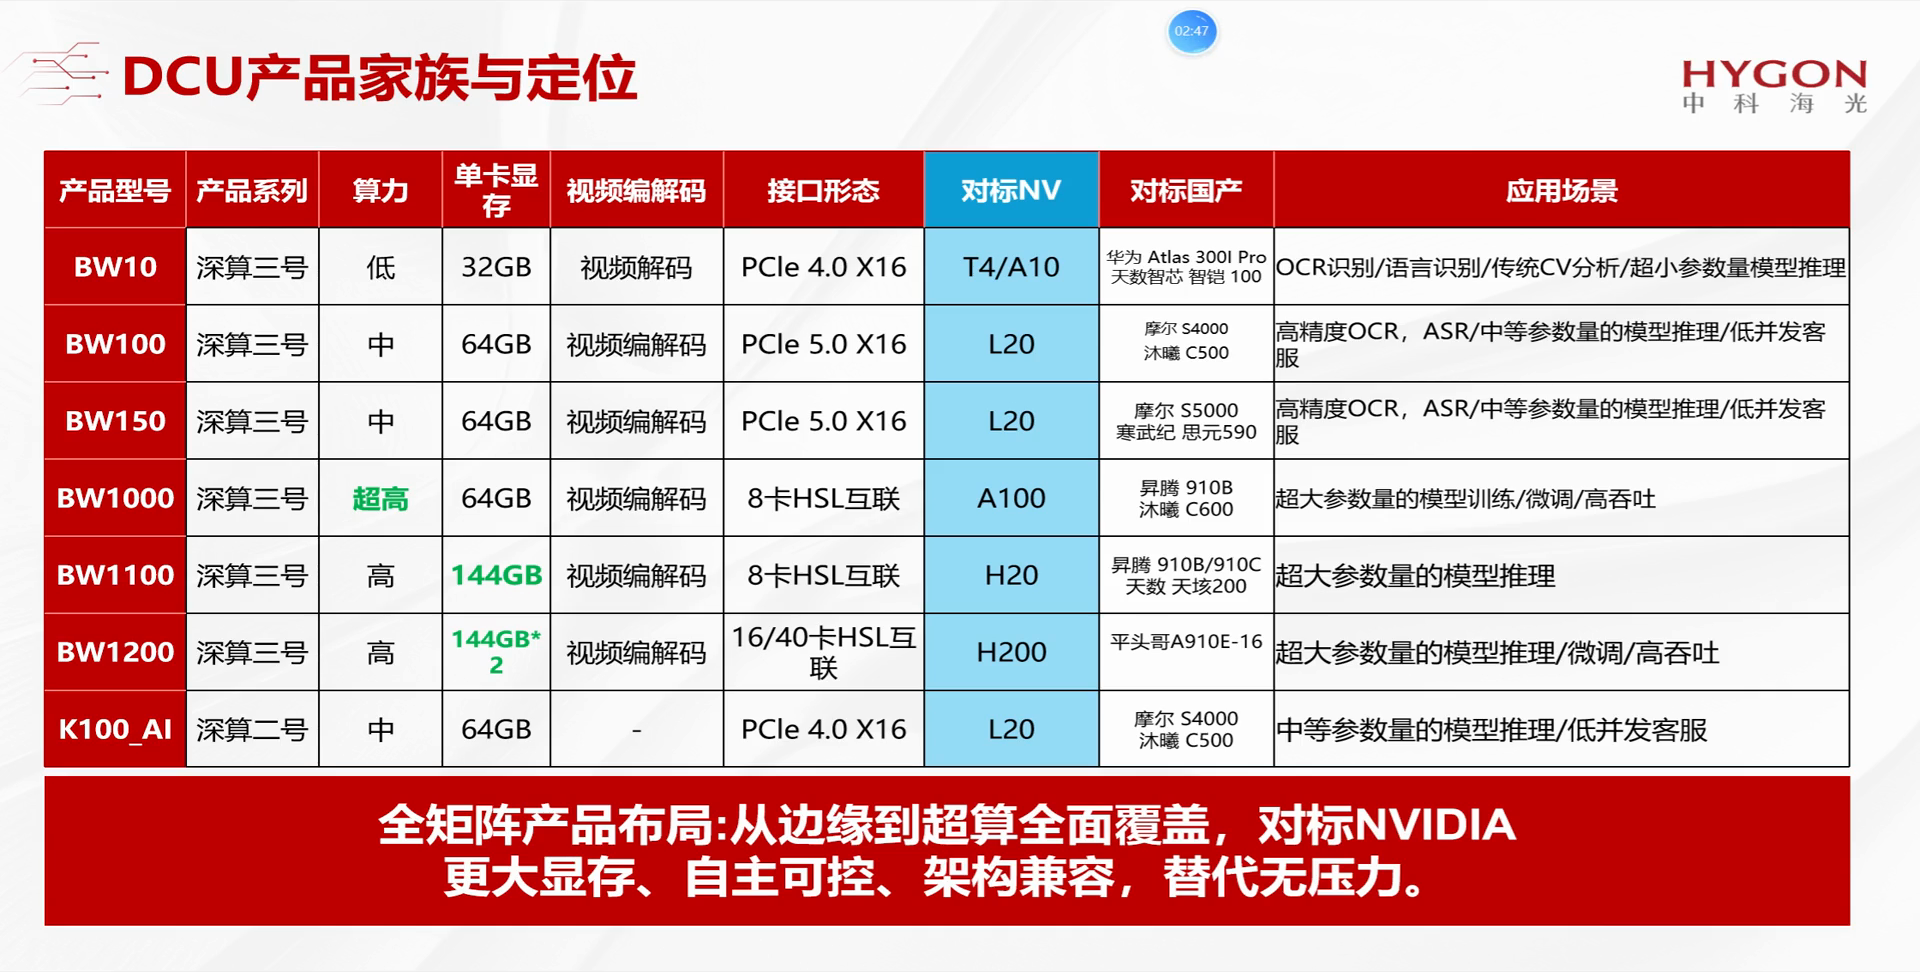 02:47
DCU产品家族与定位
HYGON
中科海光
产品型号 产品系列 算力 单卡显存 视频编解码 接口形态 对标NV 对标国产 应用场景
BW10 深算三号 低 32GB 视频解码 PCIe 4.0 X16 T4/A10 华为 Atlas 300I Pro 天数智芯 智铠 100 OCR识别/语言识别/传统CV分析/超小参数量模型推理
BW100 深算三号 中 64GB 视频编解码 PCIe 5.0 X16 L20 摩尔 S4000 沐曦 C500 高精度OCR，ASR/中等参数量的模型推理/低并发客服
BW150 深算三号 中 64GB 视频编解码 PCIe 5.0 X16 L20 摩尔 S5000 寒武纪 思元590 高精度OCR，ASR/中等参数量的模型推理/低并发客服
BW1000 深算三号 超高 64GB 视频编解码 8卡HSL互联 A100 昇腾 910B 沐曦 C600 超大参数量的模型训练/微调/高吞吐
BW1100 深算三号 高 144GB 视频编解码 8卡HSL互联 H20 昇腾 910B/910C 天数 天垓200 超大参数量的模型推理
BW1200 深算三号 高 144GB*2 视频编解码 16/40卡HSL互联 H200 平头哥A910E-16 超大参数量的模型推理/微调/高吞吐
K100_AI 深算二号 中 64GB - PCIe 4.0 X16 L20 摩尔 S4000 沐曦 C500 中等参数量的模型推理/低并发客服
全矩阵产品布局:从边缘到超算全面覆盖，对标NVIDIA
更大显存、自主可控、架构兼容，替代无压力。